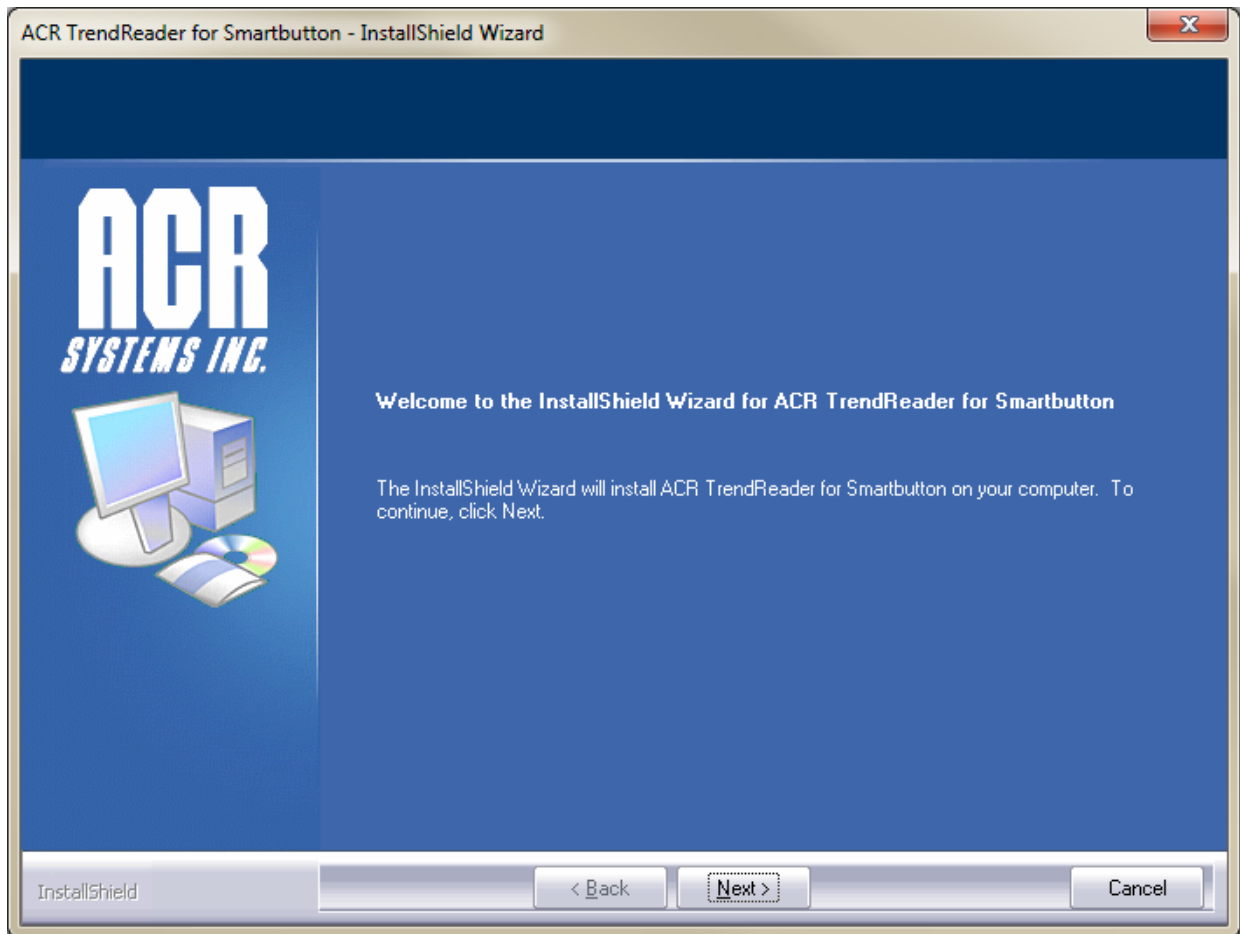 ACR TrendReader for Smartbutton - InstallShield Wizard
ACR
SYSTEMS INC.
Welcome to the InstallShield Wizard for ACR TrendReader for Smartbutton
The InstallShield Wizard will install ACR TrendReader for Smartbutton on your computer. To
continue, click Next.
InstallShield
< Back
Next >
Cancel